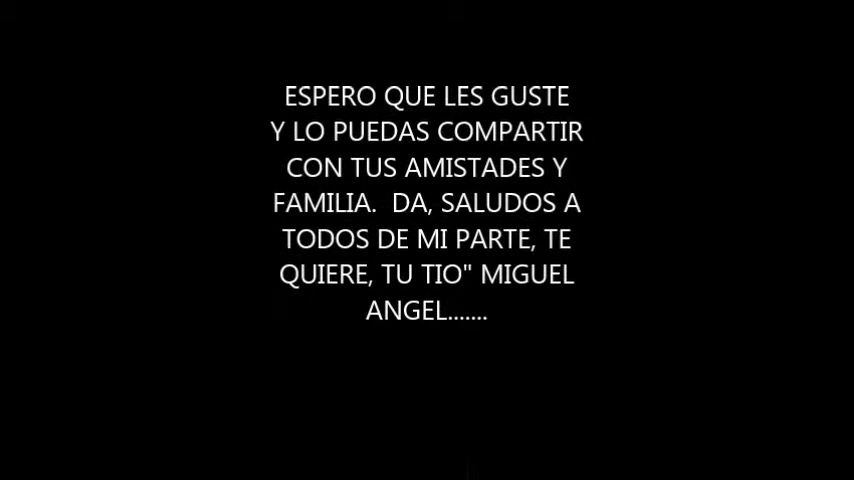 ESPERO QUE LES GUSTE
Y LO PUEDAS COMPARTIR
CON TUS AMISTADES Y
FAMILIA.  DA, SALUDOS A
TODOS DE MI PARTE, TE
QUIERE, TU TIO" MIGUEL
ANGEL.......